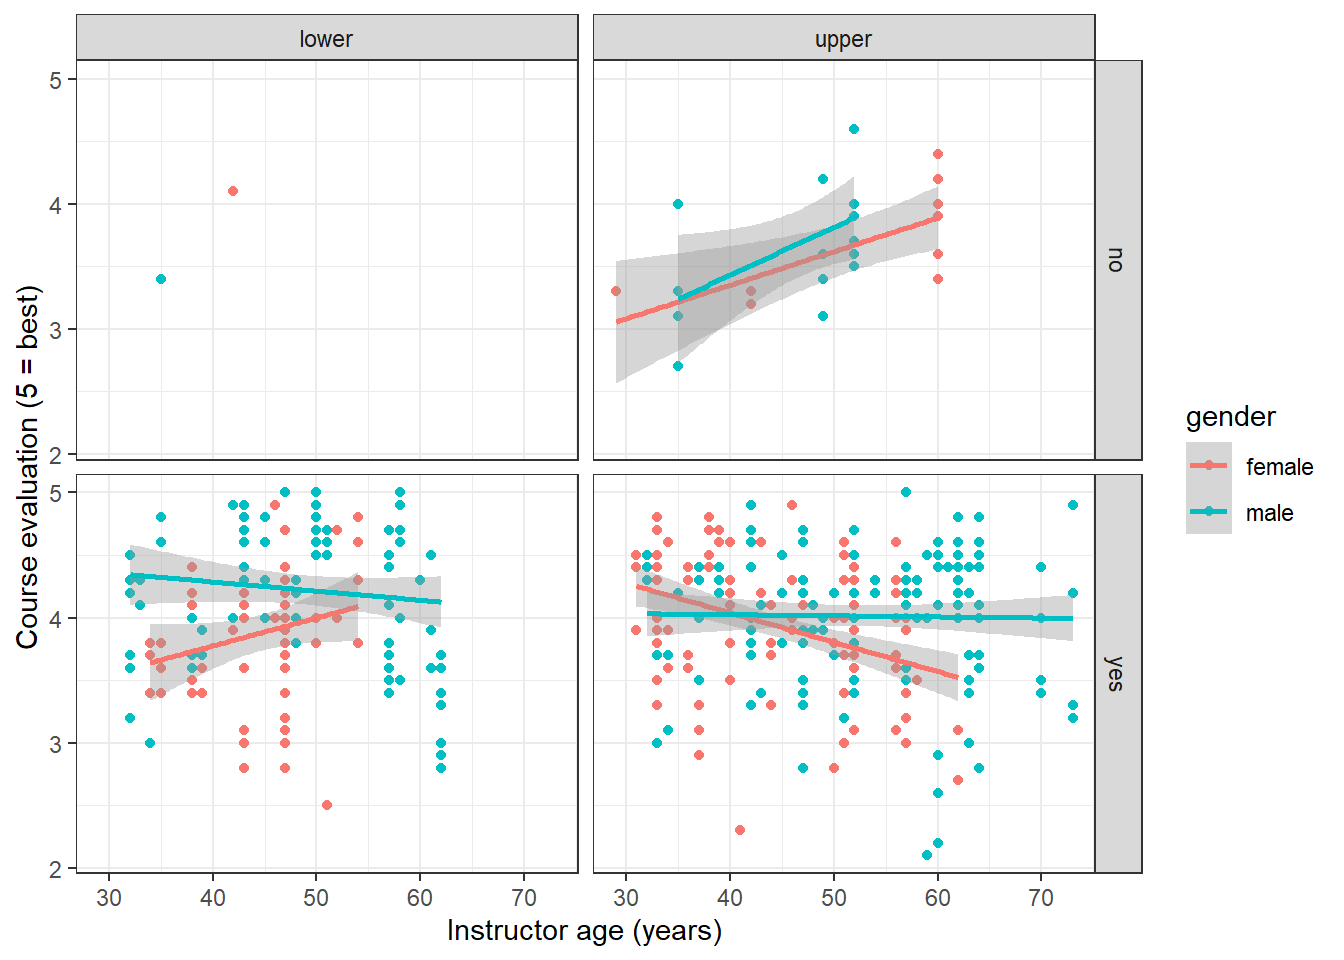 lower
upper
5
4
3
2
no
5
4
3
2
yes
30
40
50
60
70
30
40
50
60
70
Instructor age (years)
Course evaluation (5 = best)
gender
female
male